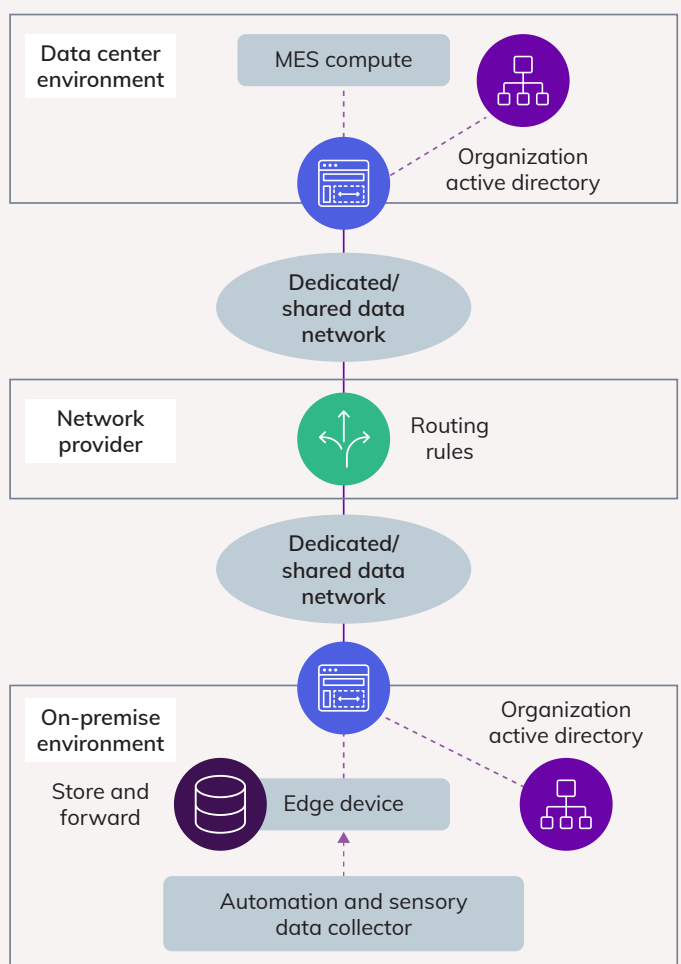 Data center
environment
MES compute
Organization
active directory
Dedicated/
shared data
network
Network
provider
Routing
rules
Dedicated/
shared data
network
On-premise
environment
Organization
active directory
Store and
forward
Edge device
Automation and sensory
data collector